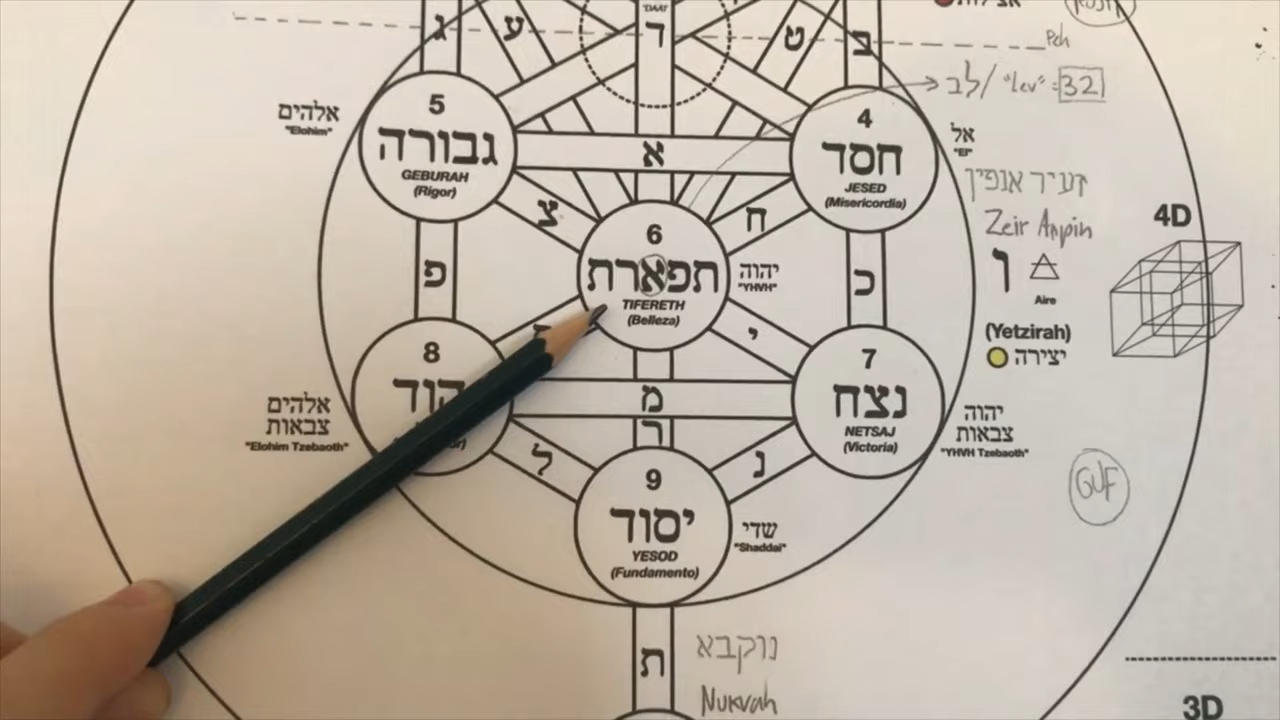 "DAAT"
ג
ע
ד
ט
ב
Peh
לב/ "lev" = 32
אלהים
"Elohim"
5
גבורה
GEBURAH
(Rigor)
א
4
חסד
JESED
(Misericordia)
אל
"El"
זעיר אנפין
Zeir Anpin
4D
צ
ח
6
תפארת
TIFERETH
(Belleza)
יהוה
"YHVH"
פ
כ
ו
Aire
(Yetzirah)
יצירה
י
8
הוד
7
נצח
NETSAJ
(Victoria)
אלהים
צבאות
"Elohim Tzebaoth"
יהוה
צבאות
"YHVH Tzebaoth"
מ
ר
ל
נ
GUF
9
יסוד
YESOD
(Fundamento)
שדי
"Shaddai"
ת
נוקבא
Nukvah
3D